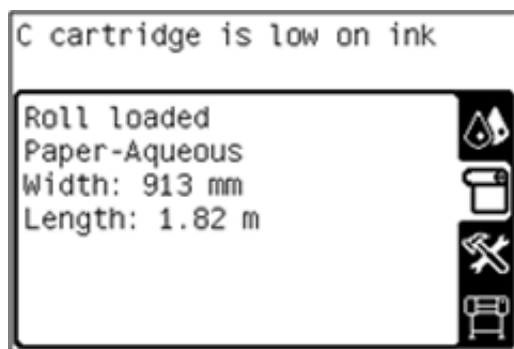 C cartridge is low on ink
Roll loaded
Paper-Aqueous
Width: 913 mm
Length: 1.82 m